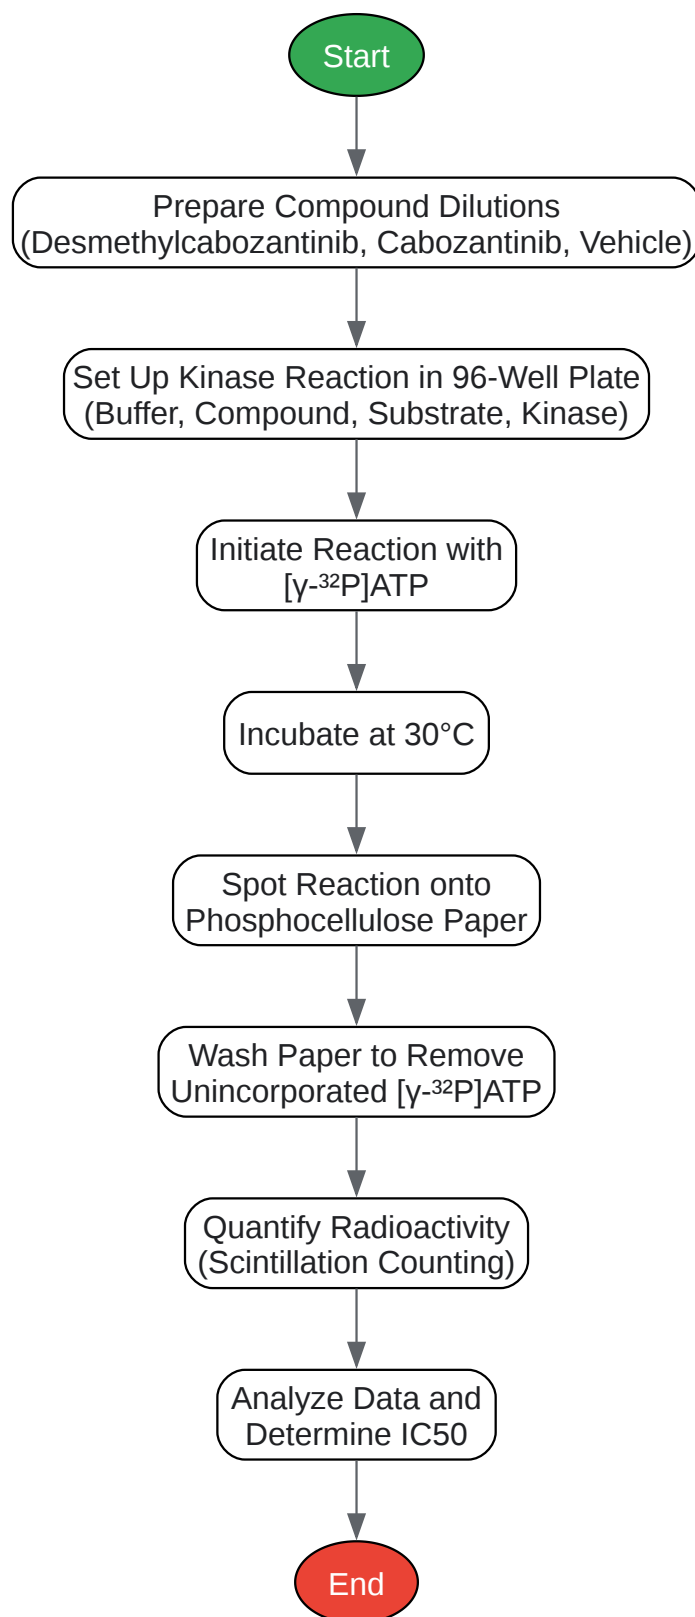 Start
Prepare Compound Dilutions
(Desmethylcabozantinib, Cabozantinib, Vehicle)
Set Up Kinase Reaction in 96-Well Plate
(Buffer, Compound, Substrate, Kinase)
Initiate Reaction with
[γ-³²P]ATP
Incubate at 30°C
Spot Reaction onto
Phosphocellulose Paper
Wash Paper to Remove
Unincorporated [γ-³²P]ATP
Quantify Radioactivity
(Scintillation Counting)
Analyze Data and
Determine IC50
End